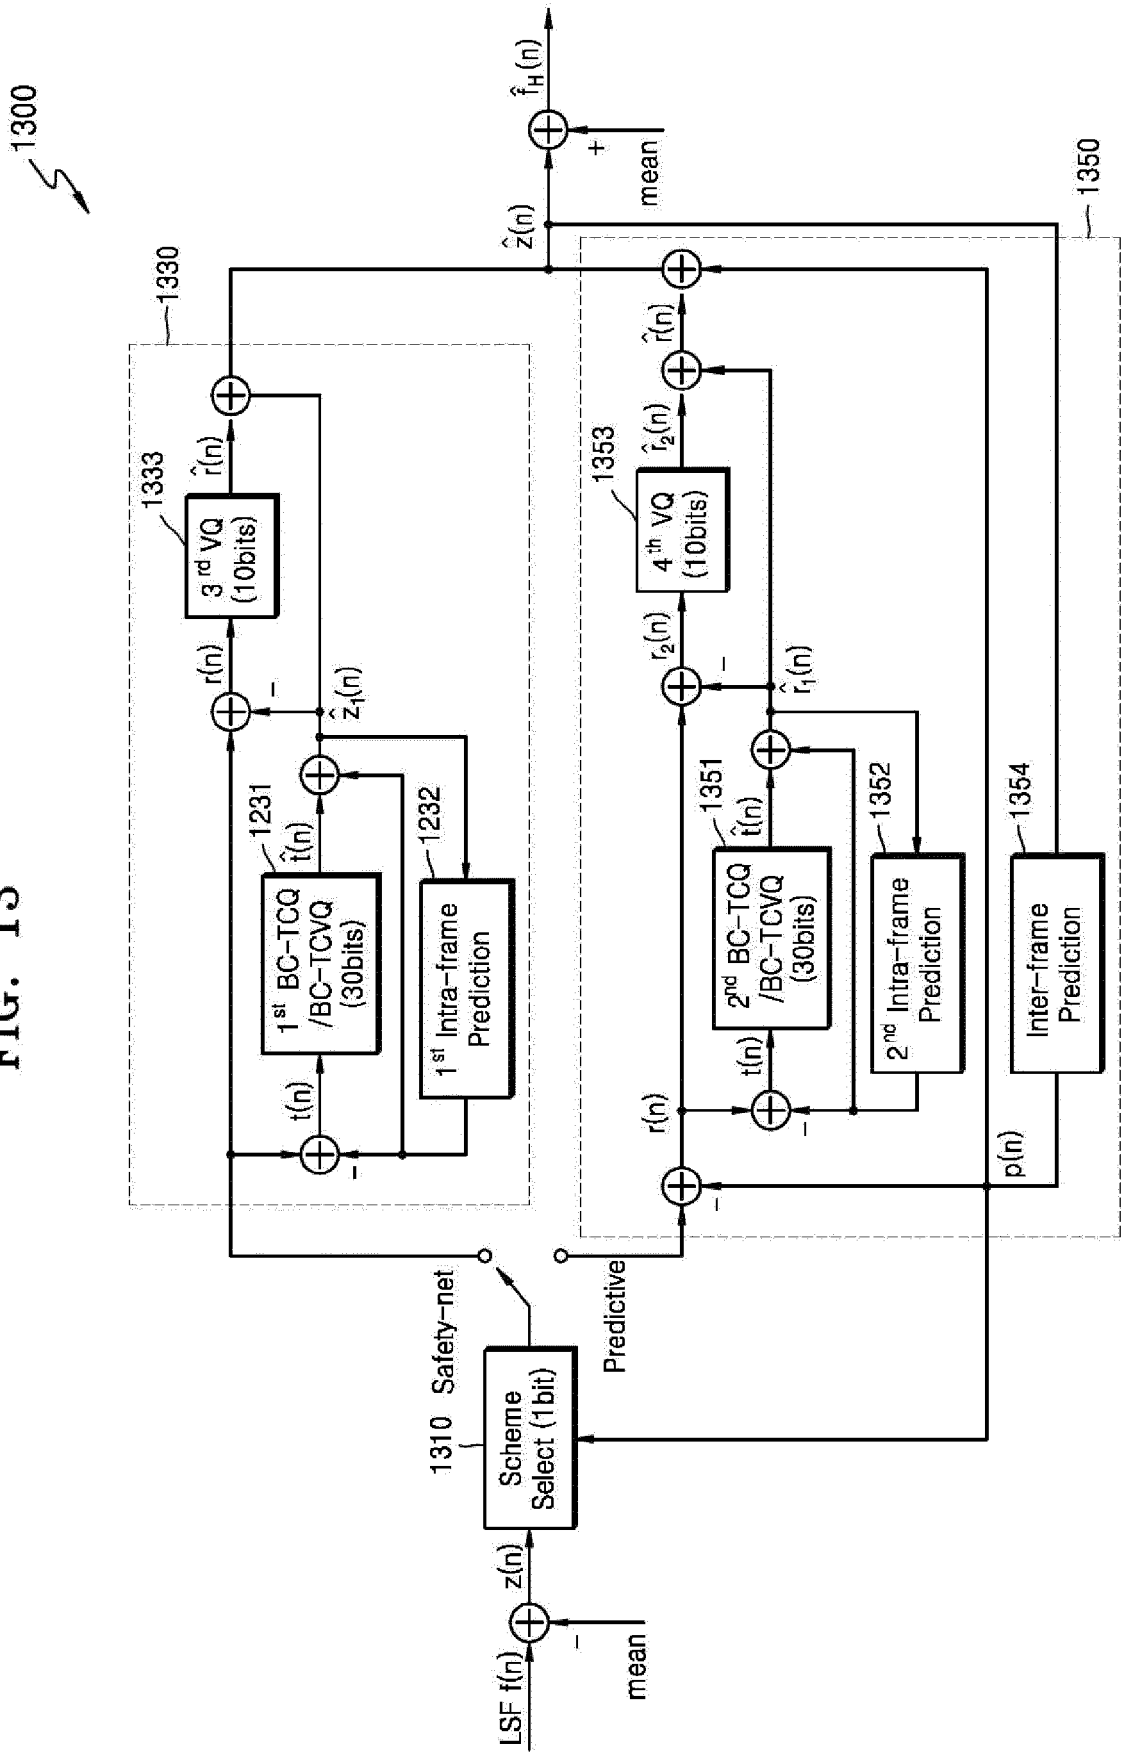 FIG. 13
1300
LSF f(n)
mean
-
z(n)
1310
Scheme
Select (1bit)
Safety-net
Predictive
1330
t(n)
-
1231
1st BC-TCQ
/BC-TCVQ
(30bits)
t̂(n)
1232
1st Intra-frame
Prediction
ẑ1(n)
-
r(n)
1333
3rd VQ
(10bits)
r̂(n)
1350
-
r(n)
-
t(n)
1351
2nd BC-TCQ
/BC-TCVQ
(30bits)
t̂(n)
1352
2nd Intra-frame
Prediction
r̂1(n)
-
r2(n)
1353
4th VQ
(10bits)
r̂2(n)
r̂(n)
p(n)
1354
Inter-frame
Prediction
ẑ(n)
+
mean
f̂H(n)